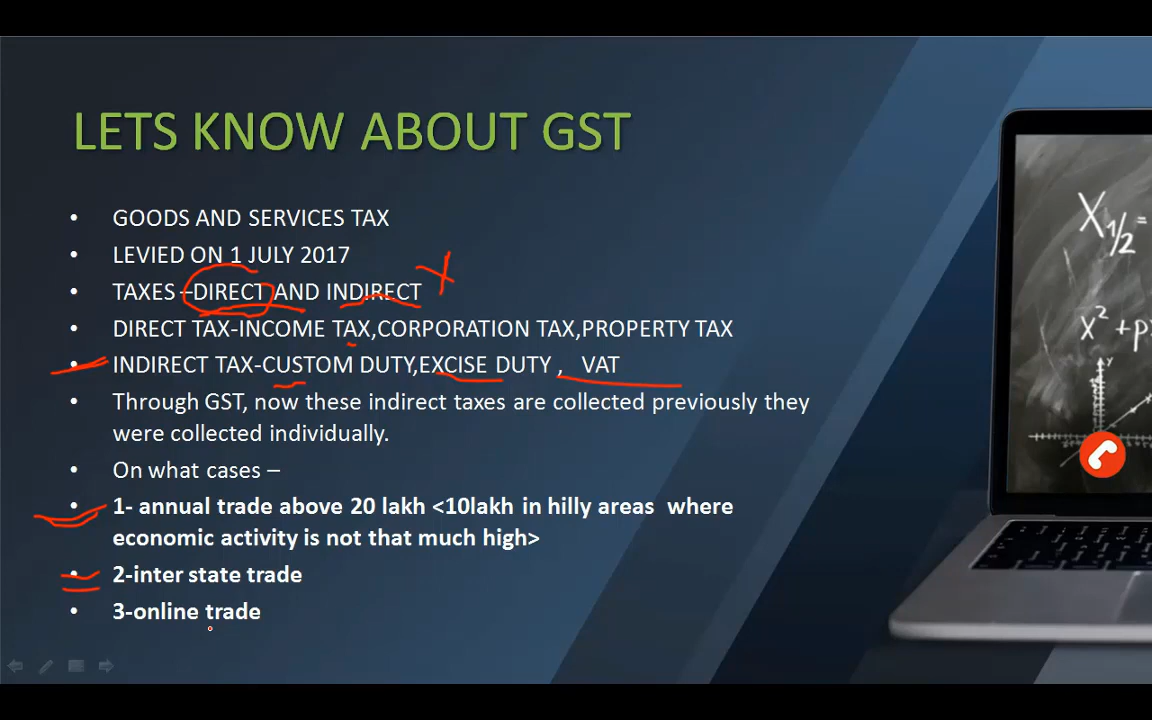 LETS KNOW ABOUT GST
• GOODS AND SERVICES TAX
• LEVIED ON 1 JULY 2017
• TAXES –DIRECT AND INDIRECT
• DIRECT TAX-INCOME TAX,CORPORATION TAX,PROPERTY TAX
• INDIRECT TAX-CUSTOM DUTY,EXCISE DUTY , VAT
• Through GST, now these indirect taxes are collected previously they
were collected individually.
• On what cases –
• 1- annual trade above 20 lakh <10lakh in hilly areas where
economic activity is not that much high>
• 2-inter state trade
• 3-online trade
X1/2 =
x² +p
Y